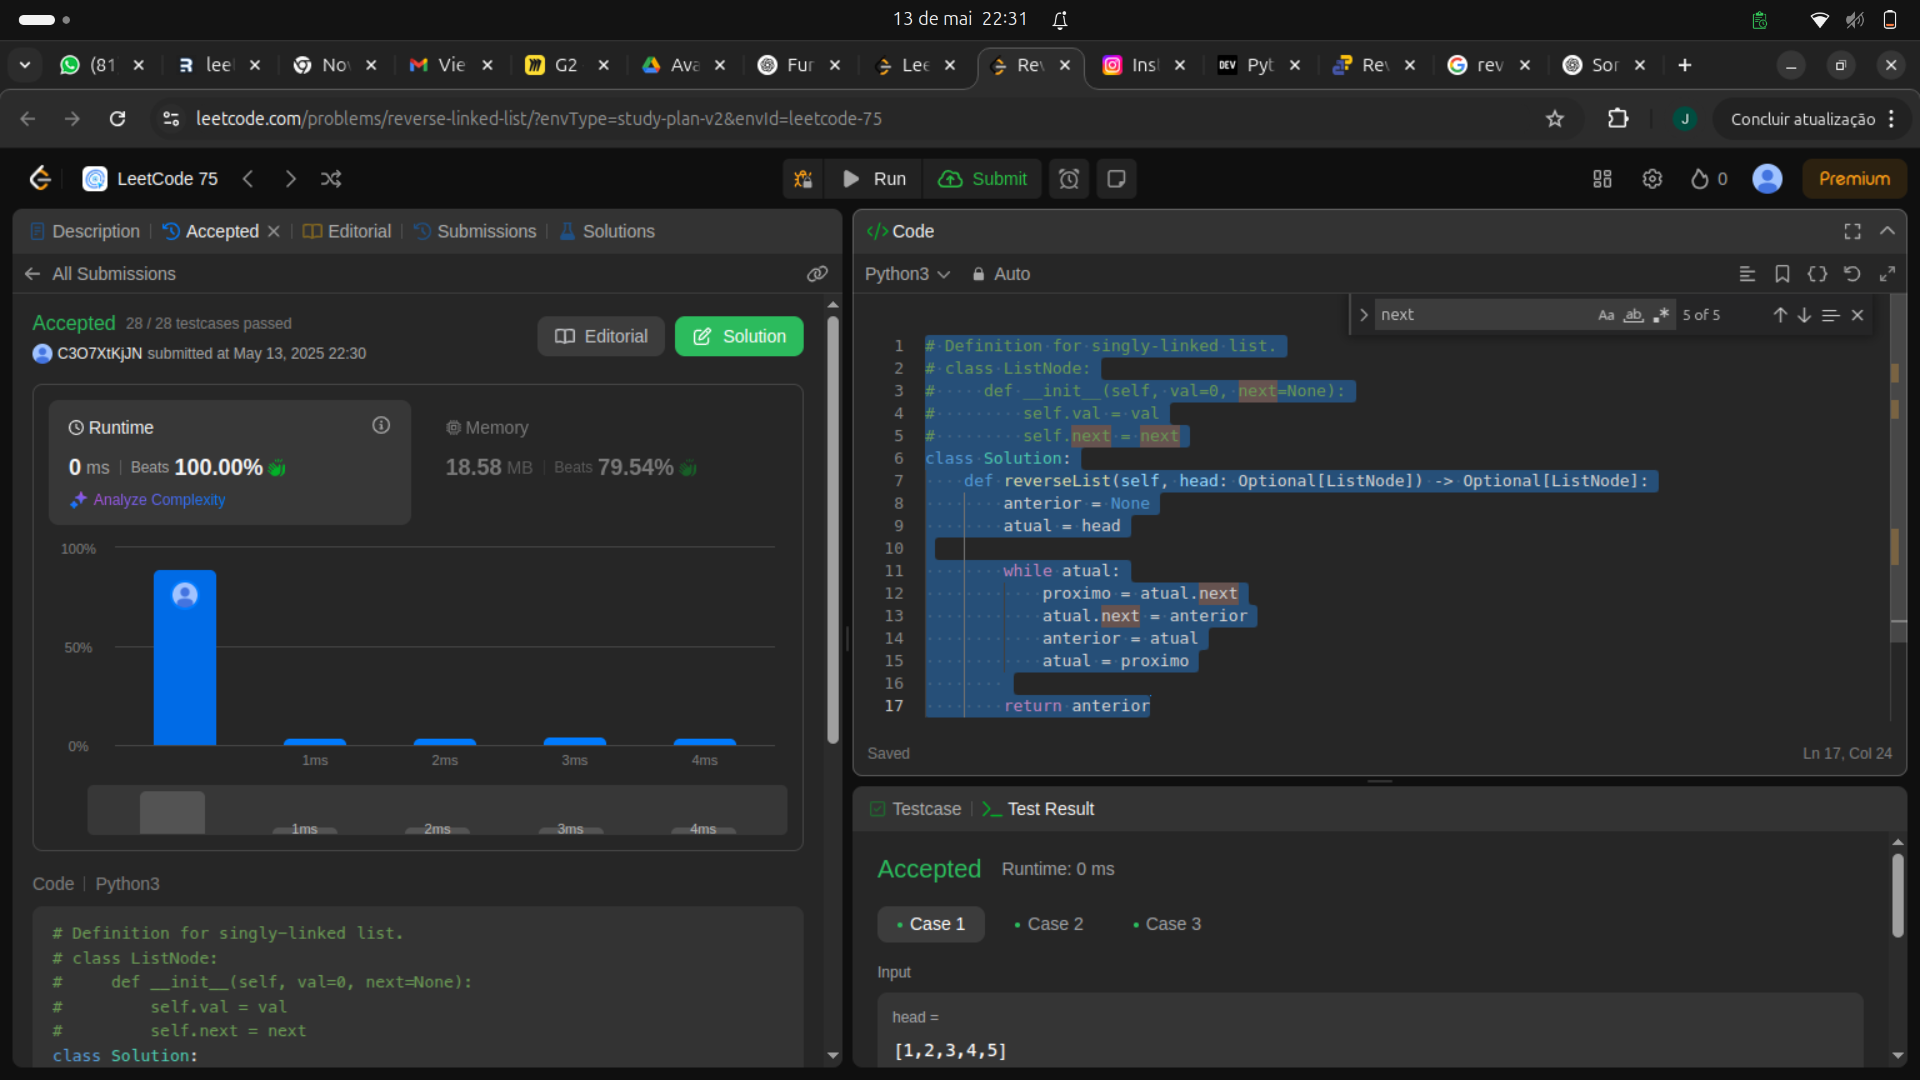 13 de mai 22:31
(81
lee
No
Vie
G2
Ava
Fur
Lee
Rev
Ins
DEV Pyt
Rev
rev
Sor
leetcode.com/problems/reverse-linked-list/?envType=study-plan-v2&envId=leetcode-75
J
Concluir atualização
LeetCode 75
Run
Submit
0
Premium
Description
Accepted
Editorial
Submissions
Solutions
All Submissions
Accepted 28 / 28 testcases passed
C3O7XtKjJN submitted at May 13, 2025 22:30
Editorial
Solution
Runtime
0 ms | Beats 100.00%
Analyze Complexity
Memory
18.58 MB | Beats 79.54%
100%
50%
0%
1ms 2ms 3ms 4ms
1ms 2ms 3ms 4ms
Code | Python3
# Definition for singly-linked list.
# class ListNode:
#     def __init__(self, val=0, next=None):
#         self.val = val
#         self.next = next
class Solution:
</> Code
Python3
Auto
next
Aa
ab
5 of 5
1 # Definition for singly-linked list.
2 # class ListNode:
3 #     def __init__(self, val=0, next=None):
4 #         self.val = val
5 #         self.next = next
6 class Solution:
7     def reverseList(self, head: Optional[ListNode]) -> Optional[ListNode]:
8         anterior = None
9         atual = head
10
11         while atual:
12             proximo = atual.next
13             atual.next = anterior
14             anterior = atual
15             atual = proximo
16
17         return anterior
Saved
Ln 17, Col 24
Testcase
>_ Test Result
Accepted Runtime: 0 ms
Case 1
Case 2
Case 3
Input
head =
[1,2,3,4,5]